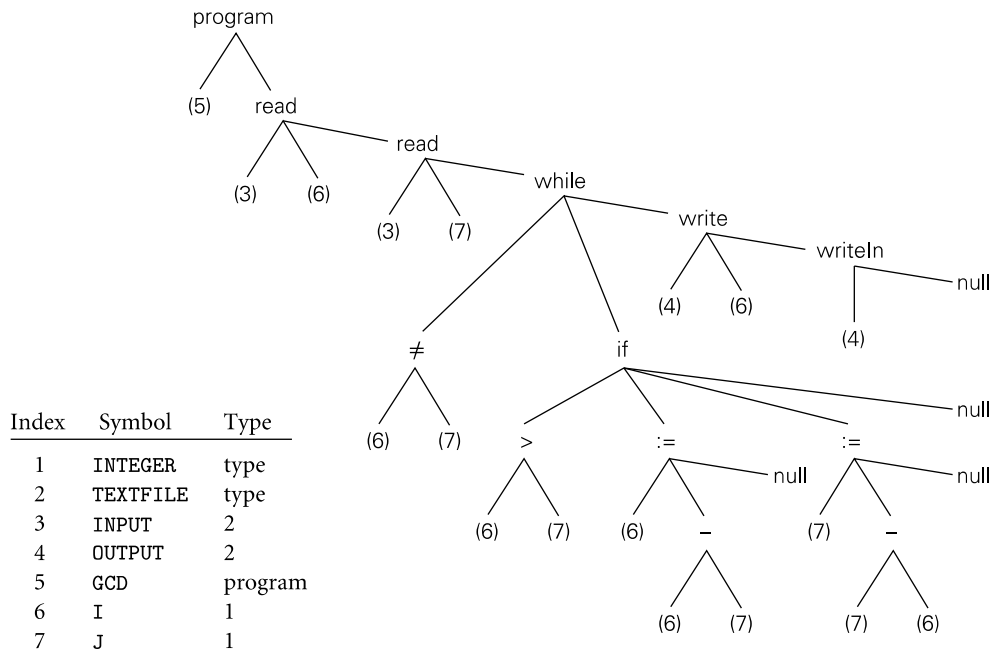 program
(5) read
read
(3) (6)
while
(3) (7)
write
writeln
null
(4) (6)
(4)
≠ if
null
(6) (7) > := :=
null null
(6) (7) (6) – (7) –
(6) (7) (7) (6)
Index Symbol Type
1 INTEGER type
2 TEXTFILE type
3 INPUT 2
4 OUTPUT 2
5 GCD program
6 I 1
7 J 1